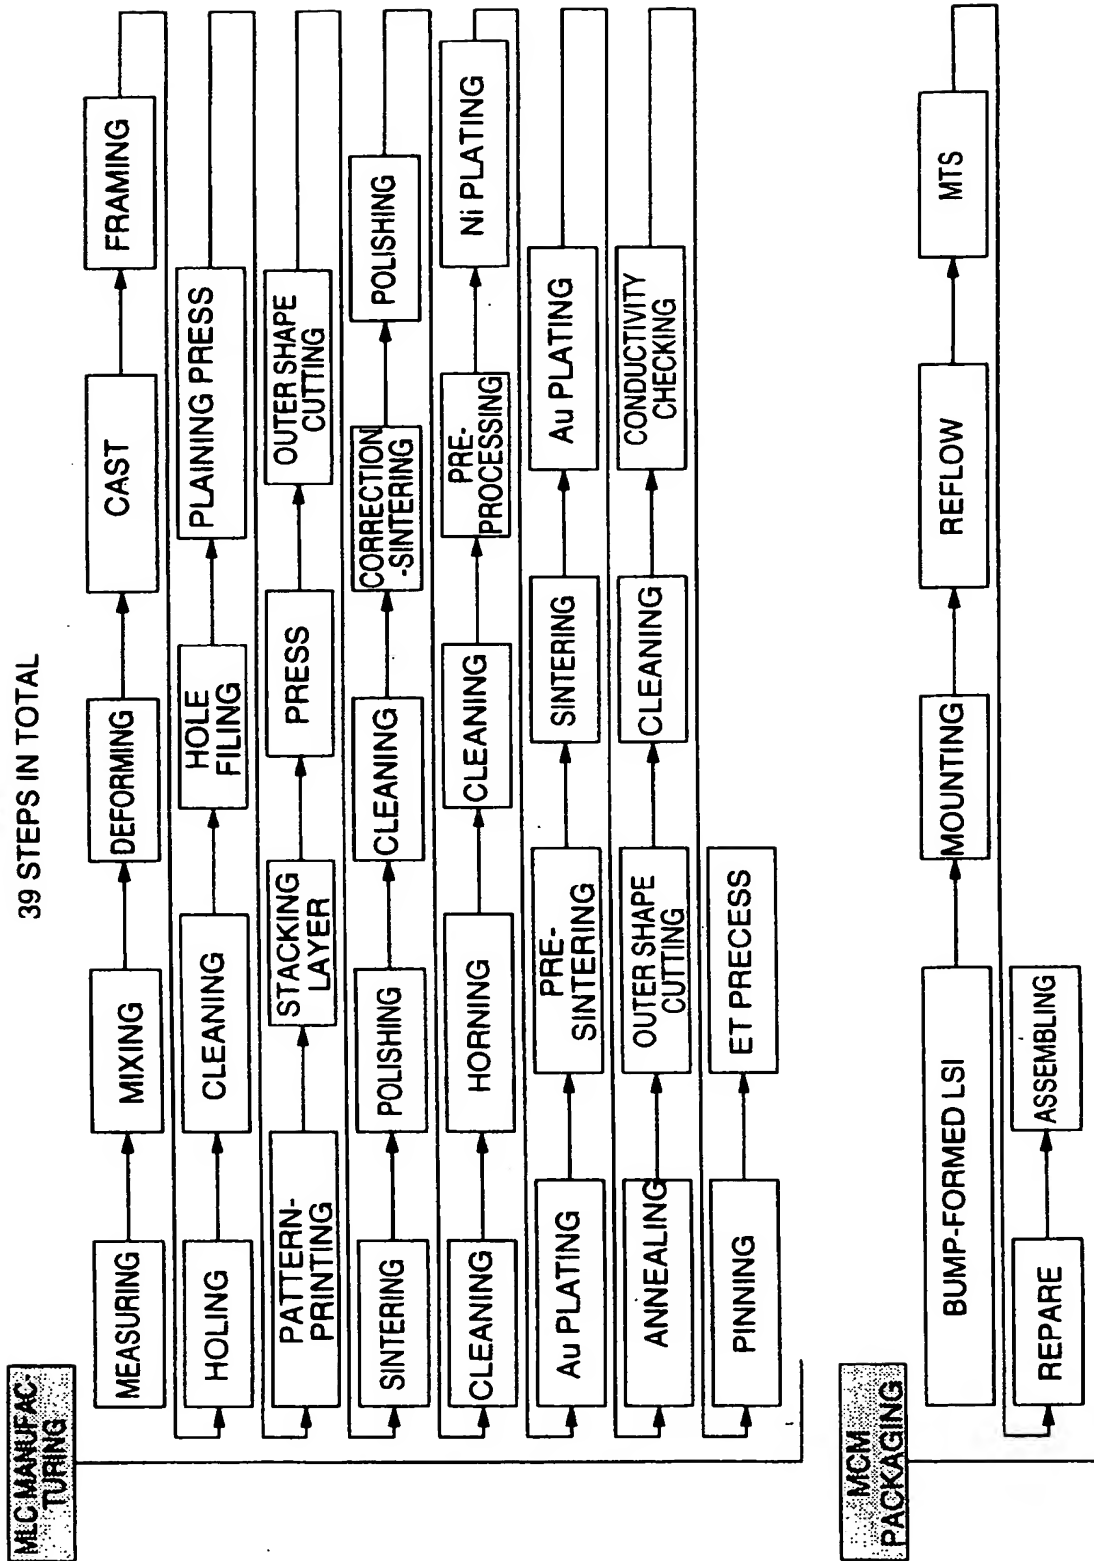 39 STEPS IN TOTAL
MLC MANUFAC-
TURING
MEASURING
MIXING
DEFORMING
CAST
FRAMING
HOLING
CLEANING
HOLE
FILING
PLAINING PRESS
PATTERN-
PRINTING
STACKING
LAYER
PRESS
OUTER SHAPE
CUTTING
SINTERING
POLISHING
CLEANING
CORRECTION
-SINTERING
POLISHING
CLEANING
HORNING
CLEANING
PRE-
PROCESSING
Ni PLATING
Au PLATING
PRE-
SINTERING
SINTERING
Au PLATING
ANNEALING
OUTER SHAPE
CUTTING
CLEANING
CONDUCTIVITY
CHECKING
PINNING
ET PRECESS
MCM
PACKAGING
BUMP-FORMED LSI
MOUNTING
REFLOW
MTS
REPARE
ASSEMBLING